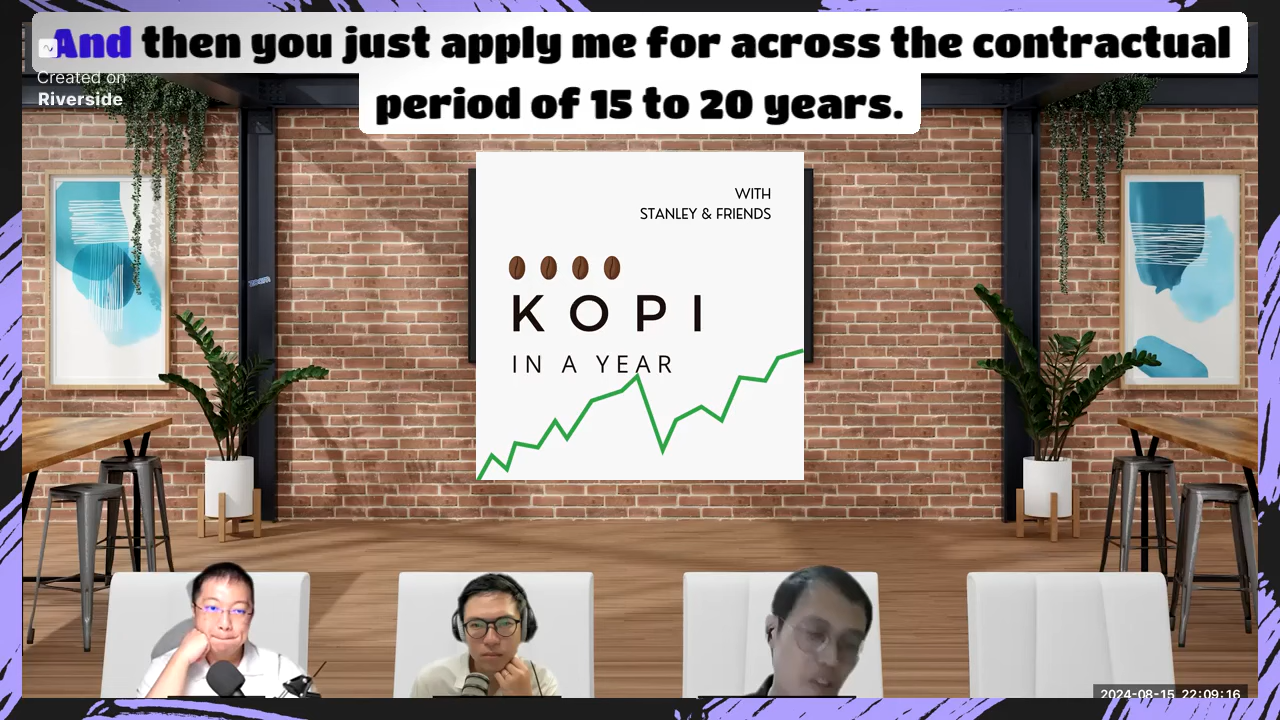 And then you just apply me for across the contractual
period of 15 to 20 years.
Created on
Riverside
WITH
STANLEY & FRIENDS
KOPI
IN A YEAR
2024-08-15 22:09:16